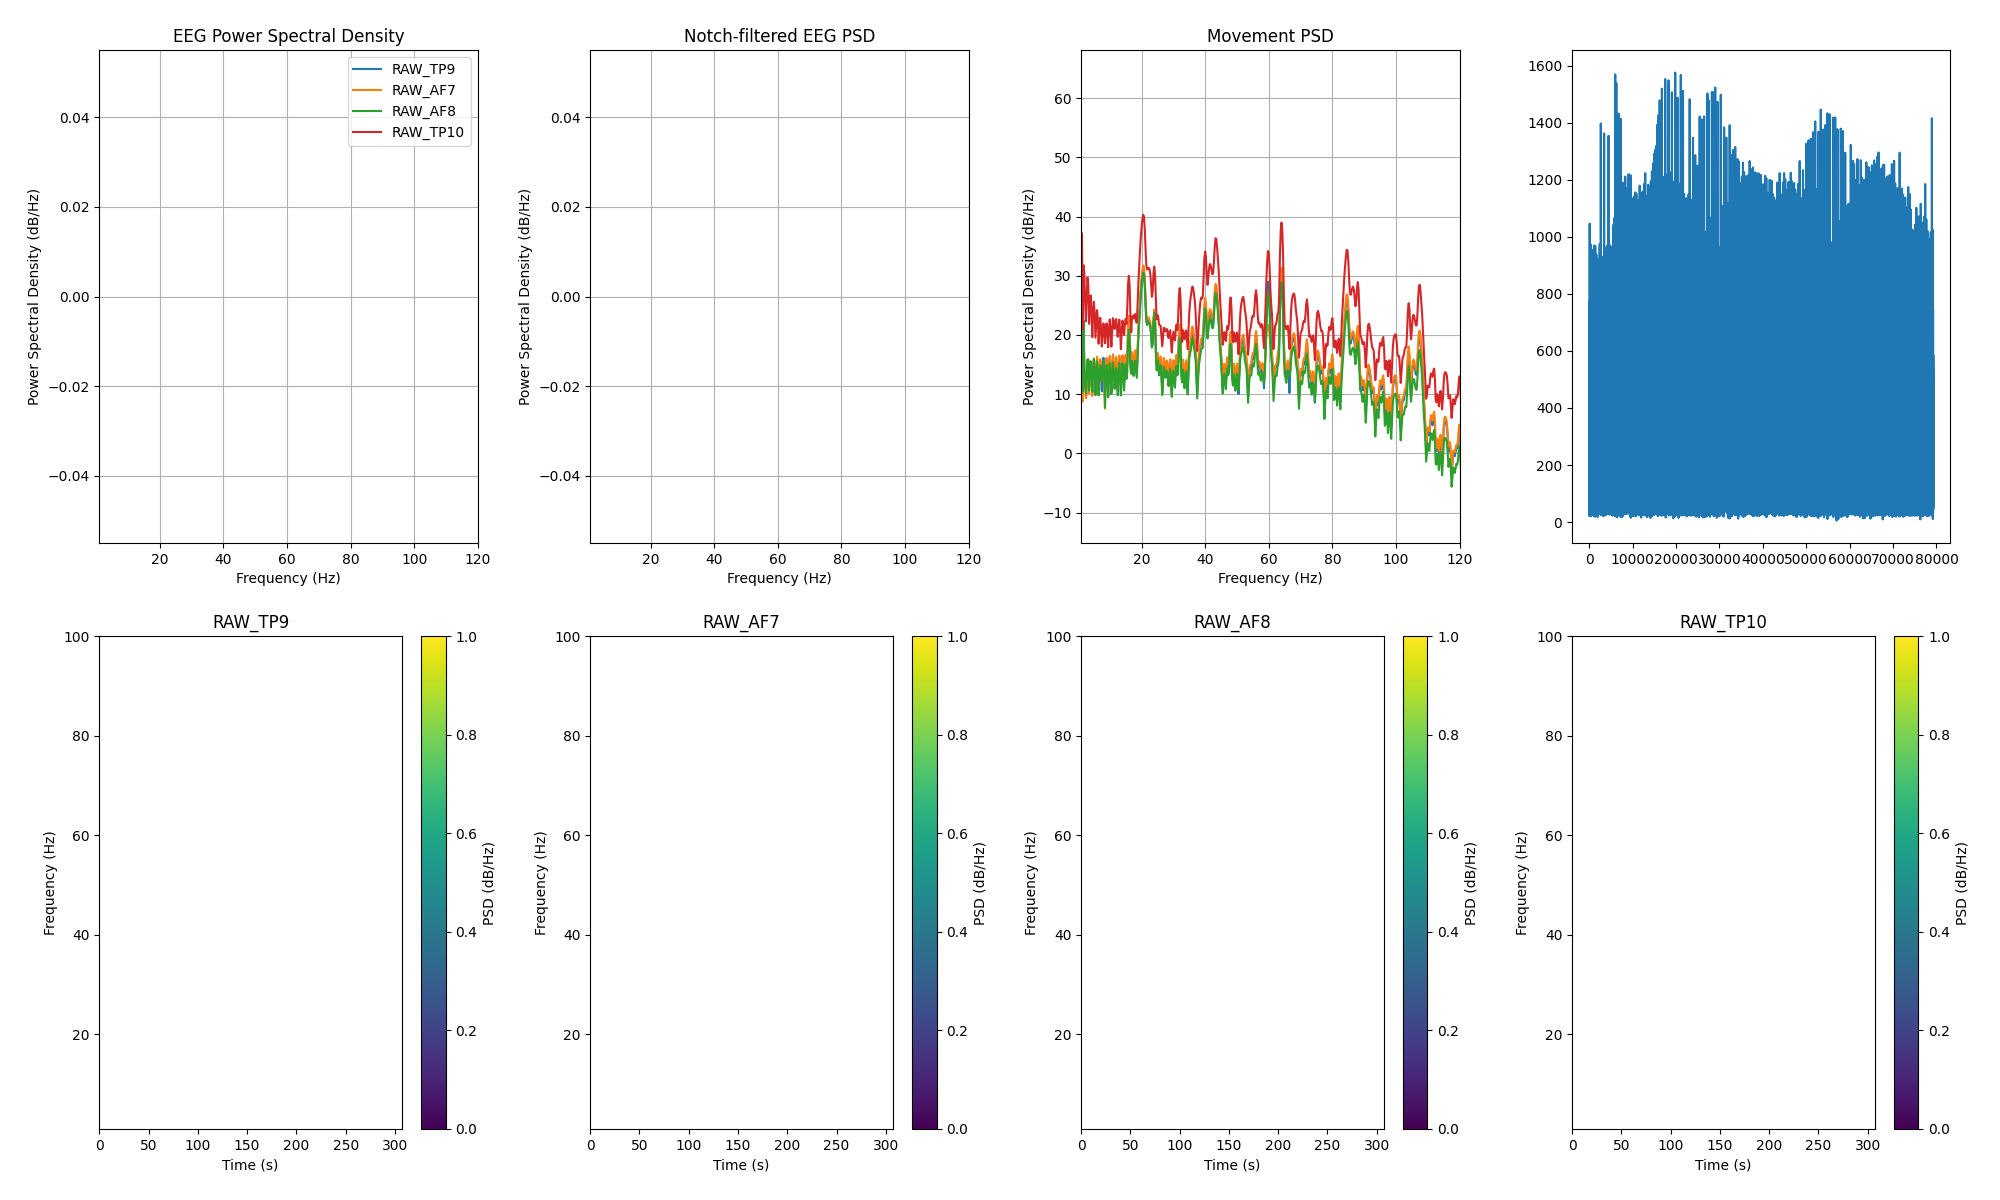 EEG Power Spectral Density
Power Spectral Density (dB/Hz)
0.04
0.02
0.00
−0.02
−0.04
RAW_TP9
RAW_AF7
RAW_AF8
RAW_TP10
20 40 60 80 100 120
Frequency (Hz)
Notch-filtered EEG PSD
Power Spectral Density (dB/Hz)
0.04
0.02
0.00
−0.02
−0.04
20 40 60 80 100 120
Frequency (Hz)
Movement PSD
Power Spectral Density (dB/Hz)
60
50
40
30
20
10
0
−10
20 40 60 80 100 120
Frequency (Hz)
1600
1400
1200
1000
800
600
400
200
0
0 10000 20000 30000 40000 50000 60000 70000 80000
RAW_TP9
Frequency (Hz)
100
80
60
40
20
0 50 100 150 200 250 300
Time (s)
1.0
0.8
0.6
0.4
0.2
0.0
PSD (dB/Hz)
RAW_AF7
Frequency (Hz)
100
80
60
40
20
0 50 100 150 200 250 300
Time (s)
1.0
0.8
0.6
0.4
0.2
0.0
PSD (dB/Hz)
RAW_AF8
Frequency (Hz)
100
80
60
40
20
0 50 100 150 200 250 300
Time (s)
1.0
0.8
0.6
0.4
0.2
0.0
PSD (dB/Hz)
RAW_TP10
Frequency (Hz)
100
80
60
40
20
0 50 100 150 200 250 300
Time (s)
1.0
0.8
0.6
0.4
0.2
0.0
PSD (dB/Hz)